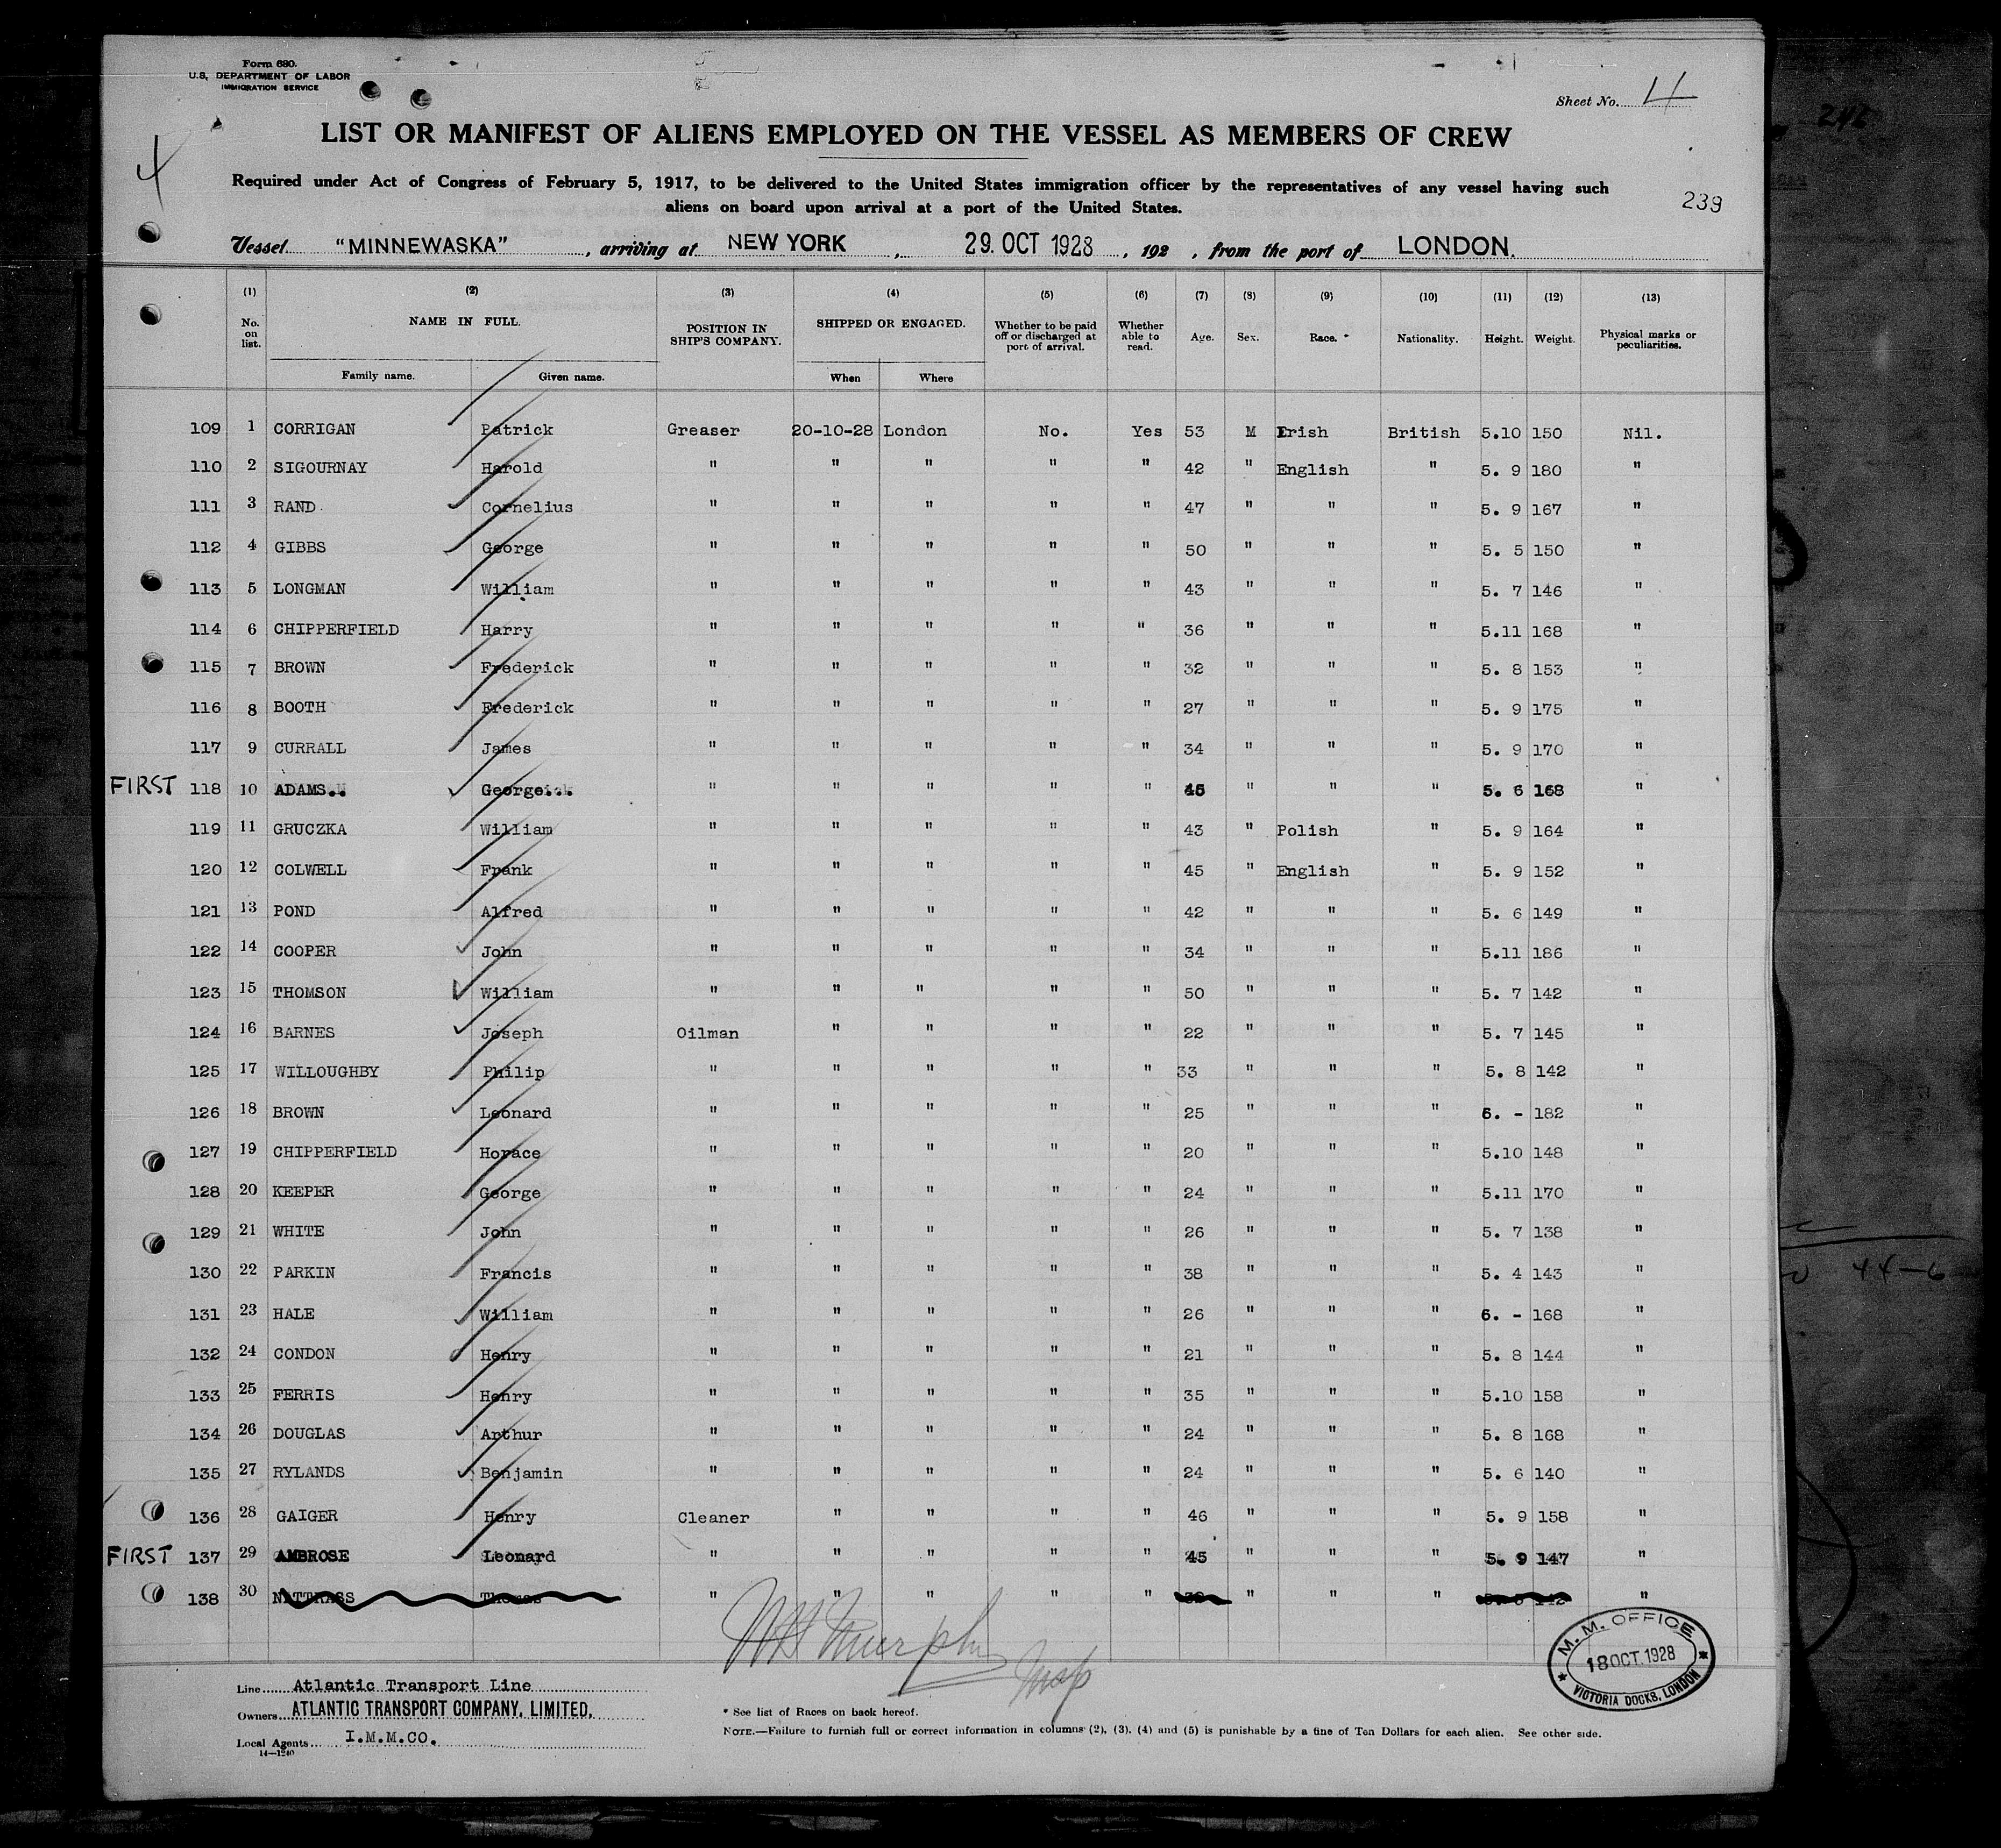 Form 680.
U.S. DEPARTMENT OF LABOR
IMMIGRATION SERVICE
Sheet No. 4
4
LIST OR MANIFEST OF ALIENS EMPLOYED ON THE VESSEL AS MEMBERS OF CREW
Required under Act of Congress of February 5, 1917, to be delivered to the United States immigration officer by the representatives of any vessel having such
aliens on board upon arrival at a port of the United States.
239
Vessel "MINNEWASKA", arriving at NEW YORK, 29. OCT 1928, 192 , from the port of LONDON.
(1) (2) (3) (4) (5) (6) (7) (8) (9) (10) (11) (12) (13)
No. on list. NAME IN FULL. POSITION IN SHIP'S COMPANY. SHIPPED OR ENGAGED. Whether to be paid off or discharged at port of arrival. Whether able to read. Age. Sex. Race. * Nationality. Height. Weight. Physical marks or peculiarities.
Family name. Given name. When Where
109 1 CORRIGAN Patrick Greaser 20-10-28 London No. Yes 53 M Irish British 5.10 150 Nil.
110 2 SIGOURNAY Harold " " " " " 42 " English " 5. 9 180 "
111 3 RAND Cornelius " " " " " 47 " " " 5. 9 167 "
112 4 GIBBS George " " " " " 50 " " " 5. 5 150 "
113 5 LONGMAN William " " " " " 43 " " " 5. 7 146 "
114 6 CHIPPERFIELD Harry " " " " " 36 " " " 5.11 168 "
115 7 BROWN Frederick " " " " " 32 " " " 5. 8 153 "
116 8 BOOTH Frederick " " " " " 27 " " " 5. 9 175 "
117 9 CURRALL James " " " " " 34 " " " 5. 9 170 "
FIRST 118 10 ADAMS.. George... " " " " " 45 " " " 5. 6 168 "
119 11 GRUCZKA William " " " " " 43 " Polish " 5. 9 164 "
120 12 COLWELL Frank " " " " " 45 " English " 5. 9 152 "
121 13 POND Alfred " " " " " 42 " " " 5. 6 149 "
122 14 COOPER John " " " " " 34 " " " 5.11 186 "
123 15 THOMSON William " " " " " 50 " " " 5. 7 142 "
124 16 BARNES Joseph Oilman " " " " 22 " " " 5. 7 145 "
125 17 WILLOUGHBY Philip " " " " " 33 " " " 5. 8 142 "
126 18 BROWN Leonard " " " " " 25 " " " 6. - 182 "
127 19 CHIPPERFIELD Horace " " " " " 20 " " " 5.10 148 "
128 20 KEEPER George " " " " " 24 " " " 5.11 170 "
129 21 WHITE John " " " " " 26 " " " 5. 7 138 "
130 22 PARKIN Francis " " " " " 38 " " " 5. 4 143 "
131 23 HALE William " " " " " 26 " " " 6. - 168 "
132 24 CONDON Henry " " " " " 21 " " " 5. 8 144 "
133 25 FERRIS Henry " " " " " 35 " " " 5.10 158 "
134 26 DOUGLAS Arthur " " " " " 24 " " " 5. 8 168 "
135 27 RYLANDS Benjamin " " " " " 24 " " " 5. 6 140 "
136 28 GAIGER Henry Cleaner " " " " 46 " " " 5. 9 158 "
FIRST 137 29 AMBROSE Leonard " " " " " 45 " " " 5. 9 147 "
138 30 NATTRASS Thomas " " " " " " " " "
WH Murphy
M. M. OFFICE
18 OCT. 1928
VICTORIA DOCKS, LONDON
Line Atlantic Transport Line
Owners ATLANTIC TRANSPORT COMPANY, LIMITED.
Local Agents I.M.M.CO.
14—1240
* See list of Races on back hereof.
NOTE.—Failure to furnish full or correct information in columns (2), (3), (4) and (5) is punishable by a fine of Ten Dollars for each alien. See other side.
246
44-6